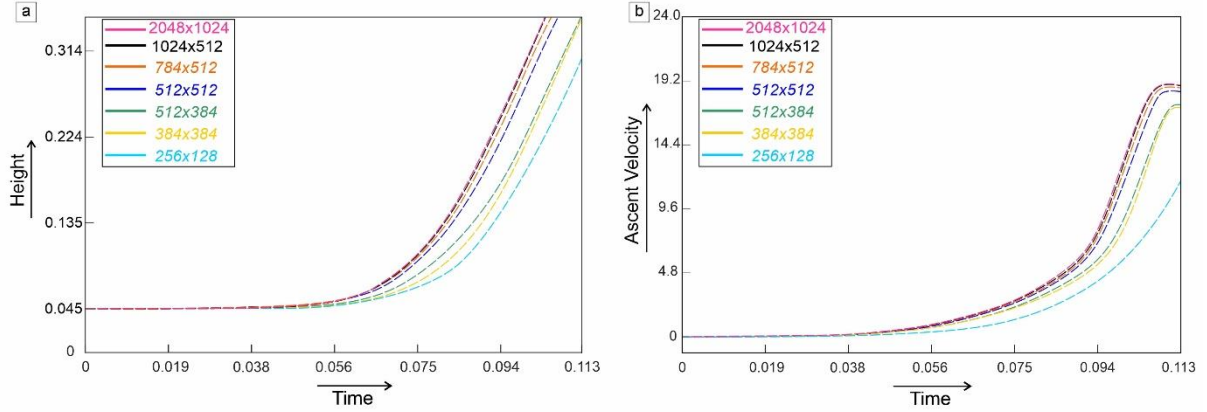 a
2048x1024
1024x512
784x512
512x512
512x384
384x384
256x128
Height
0.314
0.224
0.135
0.045
0
0
0.019
0.038
0.056
0.075
0.094
0.113
Time
b
2048x1024
1024x512
784x512
512x512
512x384
384x384
256x128
Ascent Velocity
24.0
19.2
14.4
9.6
4.8
0
0
0.019
0.038
0.056
0.075
0.094
0.113
Time